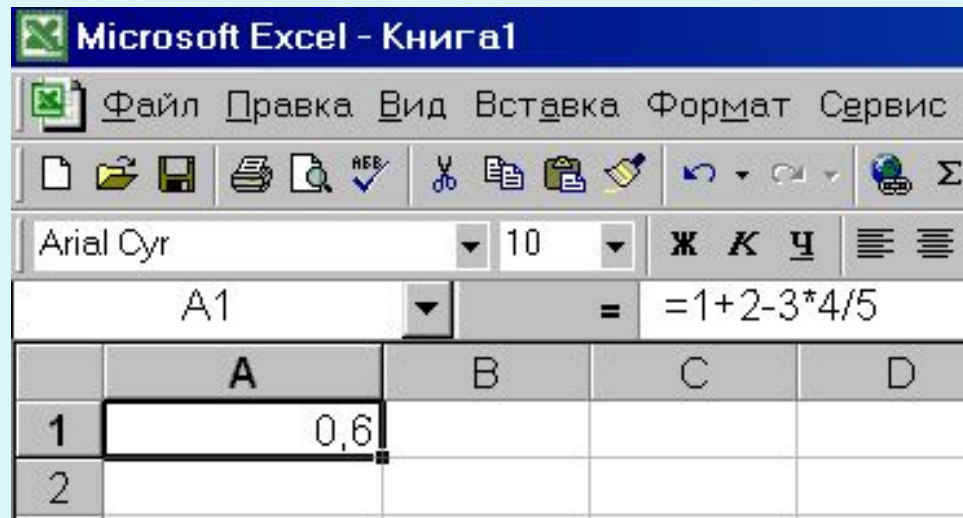 Microsoft Excel - Книга1
Файл Правка Вид Вставка Формат Сервис
АБВ Σ
Arial Cyr 10 Ж К Ч
A1 = =1+2-3*4/5
A B C D
1 0,6
2